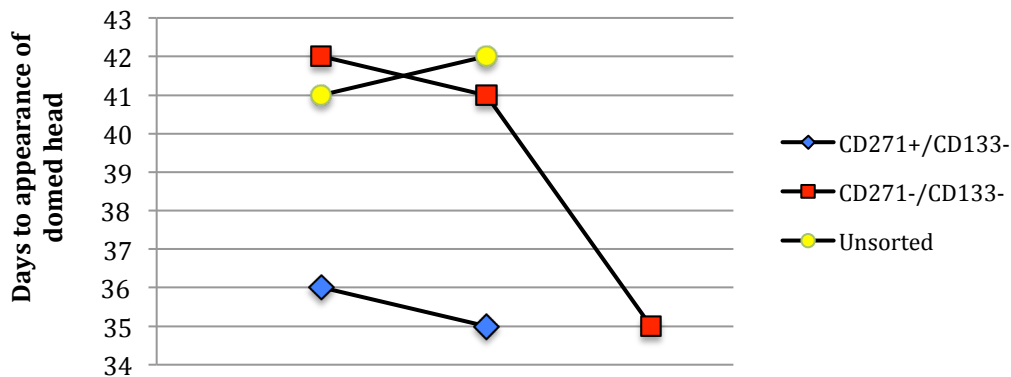 Days to appearance of
domed head
43
42
41
40
39
38
37
36
35
34
CD271+/CD133-
CD271-/CD133-
Unsorted